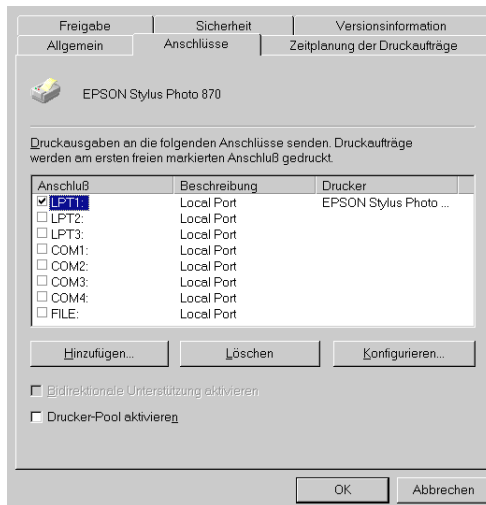 Freigabe Sicherheit Versionsinformation
Allgemein Anschlüsse Zeitplanung der Druckaufträge
EPSON Stylus Photo 870
Druckausgaben an die folgenden Anschlüsse senden. Druckaufträge
werden am ersten freien markierten Anschluß gedruckt.
Anschluß Beschreibung Drucker
LPT1: Local Port EPSON Stylus Photo ...
LPT2: Local Port
LPT3: Local Port
COM1: Local Port
COM2: Local Port
COM3: Local Port
COM4: Local Port
FILE: Local Port
Hinzufügen... Löschen Konfigurieren...
Bidirektionale Unterstützung aktivieren
Drucker-Pool aktivieren
OK Abbrechen